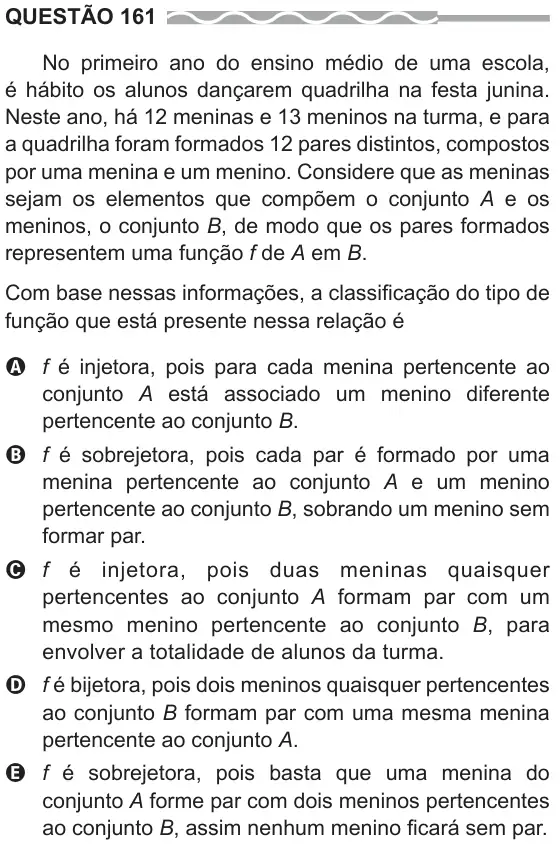 QUESTÃO 161
No primeiro ano do ensino médio de uma escola,
é hábito os alunos dançarem quadrilha na festa junina.
Neste ano, há 12 meninas e 13 meninos na turma, e para
a quadrilha foram formados 12 pares distintos, compostos
por uma menina e um menino. Considere que as meninas
sejam os elementos que compõem o conjunto A e os
meninos, o conjunto B, de modo que os pares formados
representem uma função f de A em B.
Com base nessas informações, a classificação do tipo de
função que está presente nessa relação é
A f é injetora, pois para cada menina pertencente ao
conjunto A está associado um menino diferente
pertencente ao conjunto B.
B f é sobrejetora, pois cada par é formado por uma
menina pertencente ao conjunto A e um menino
pertencente ao conjunto B, sobrando um menino sem
formar par.
C f é injetora, pois duas meninas quaisquer
pertencentes ao conjunto A formam par com um
mesmo menino pertencente ao conjunto B, para
envolver a totalidade de alunos da turma.
D f é bijetora, pois dois meninos quaisquer pertencentes
ao conjunto B formam par com uma mesma menina
pertencente ao conjunto A.
E f é sobrejetora, pois basta que uma menina do
conjunto A forme par com dois meninos pertencentes
ao conjunto B, assim nenhum menino ficará sem par.